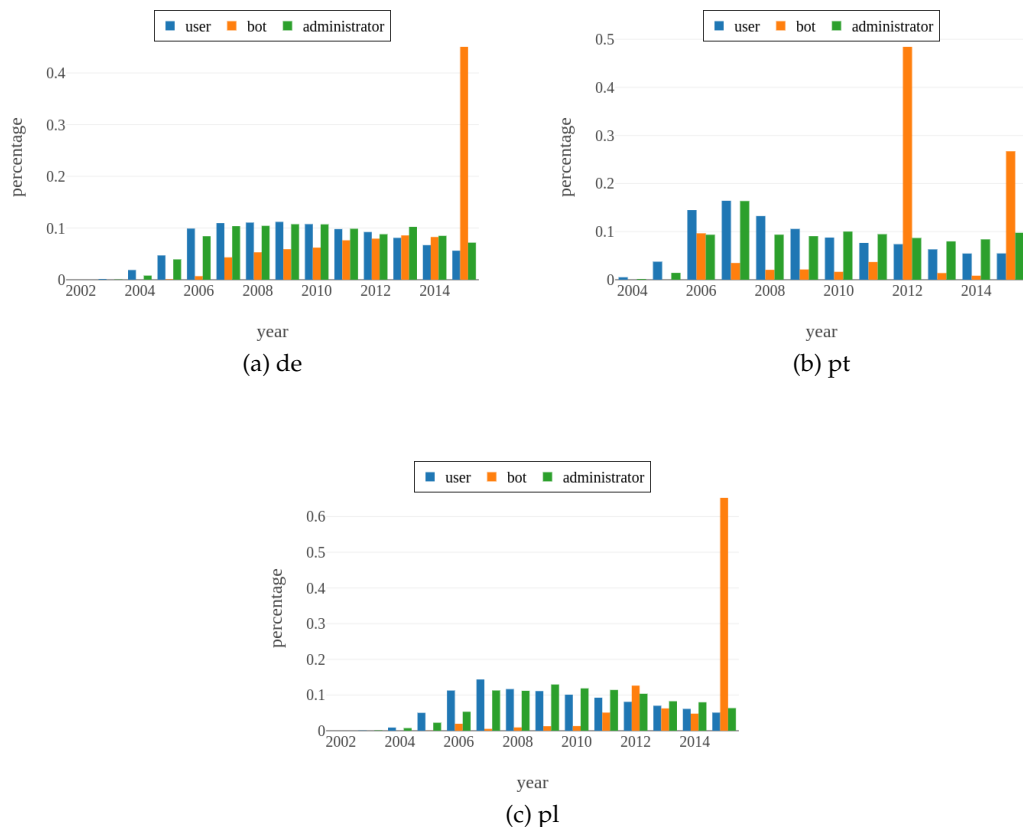 user bot administrator
0.4
0.3
0.2
0.1
0
percentage
2002 2004 2006 2008 2010 2012 2014
year
(a) de
user bot administrator
0.5
0.4
0.3
0.2
0.1
0
percentage
2004 2006 2008 2010 2012 2014
year
(b) pt
user bot administrator
0.6
0.5
0.4
0.3
0.2
0.1
0
percentage
2002 2004 2006 2008 2010 2012 2014
year
(c) pl